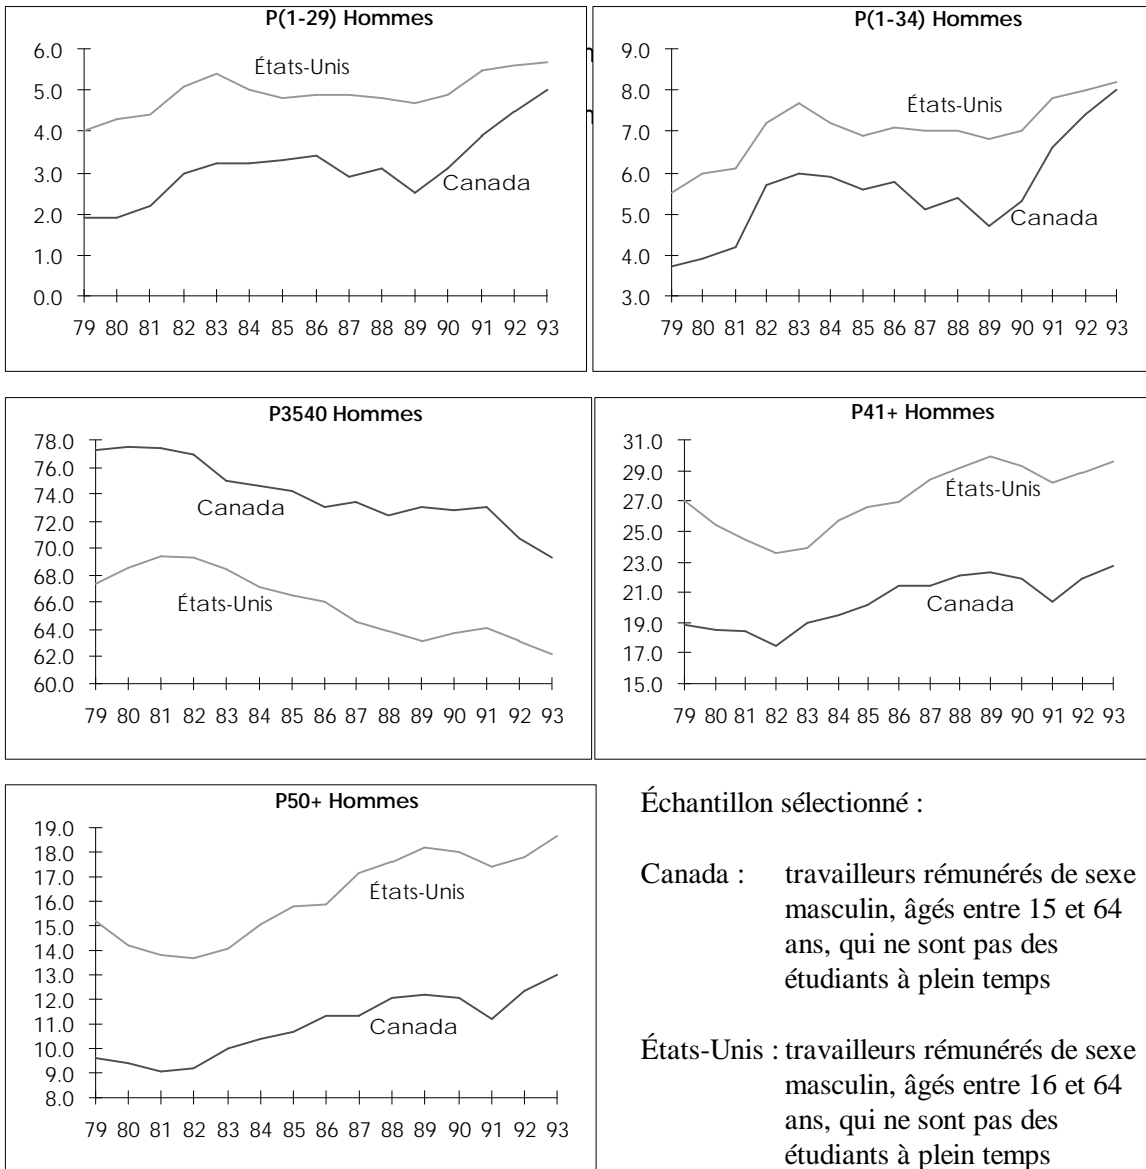 P(1-29) Hommes
6.0
5.0
4.0
3.0
2.0
1.0
0.0
États-Unis
Canada
79 80 81 82 83 84 85 86 87 88 89 90 91 92 93
P(1-34) Hommes
9.0
8.0
7.0
6.0
5.0
4.0
3.0
États-Unis
Canada
79 80 81 82 83 84 85 86 87 88 89 90 91 92 93
P3540 Hommes
78.0
76.0
74.0
72.0
70.0
68.0
66.0
64.0
62.0
60.0
Canada
États-Unis
79 80 81 82 83 84 85 86 87 88 89 90 91 92 93
P41+ Hommes
31.0
29.0
27.0
25.0
23.0
21.0
19.0
17.0
15.0
États-Unis
Canada
79 80 81 82 83 84 85 86 87 88 89 90 91 92 93
P50+ Hommes
19.0
18.0
17.0
16.0
15.0
14.0
13.0
12.0
11.0
10.0
9.0
8.0
États-Unis
Canada
79 80 81 82 83 84 85 86 87 88 89 90 91 92 93
Échantillon sélectionné :
Canada : travailleurs rémunérés de sexe
masculin, âgés entre 15 et 64
ans, qui ne sont pas des
étudiants à plein temps
États-Unis : travailleurs rémunérés de sexe
masculin, âgés entre 16 et 64
ans, qui ne sont pas des
étudiants à plein temps